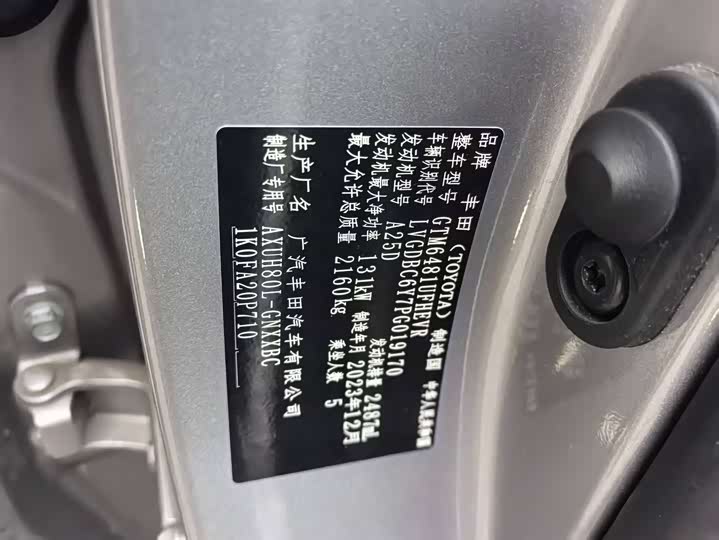 品牌 丰田（TOYOTA） 制造国 中华人民共和国
整车型号 GTM6481UFHEVR
车辆识别代号 LVGDBC6Y7PG019170
发动机型号 A25D 发动机排量 2487mL
发动机最大净功率 131kW 制造年月 2023年12月
最大允许总质量 2160kg 乘坐人数 5
生产厂名 广汽丰田汽车有限公司
制造厂专用号 AXUH80L-GNXXBC
1K0FA20P710